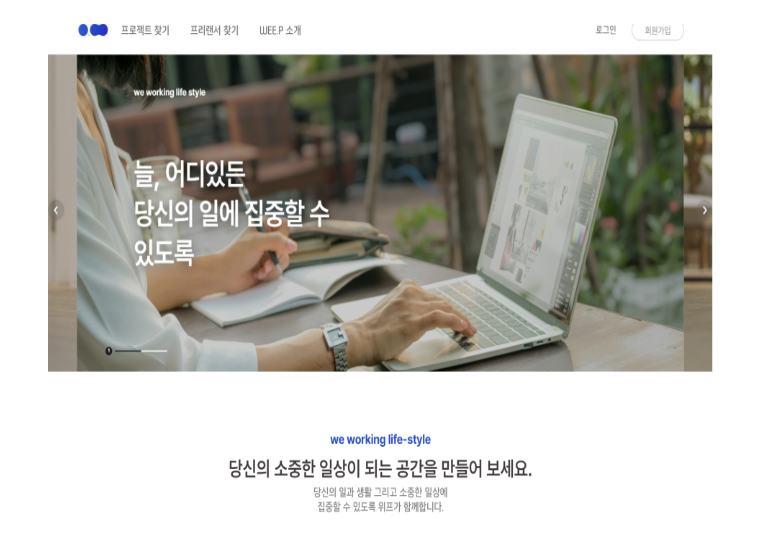 프로젝트 찾기
프리랜서 찾기
WEE.P 소개
로그인
회원가입
we working life style
늘, 어디있든
당신의 일에 집중할 수
있도록
we working life-style
당신의 소중한 일상이 되는 공간을 만들어 보세요.
당신의 일과 생활 그리고 소중한 일상에
집중할 수 있도록 위프가 함께합니다.